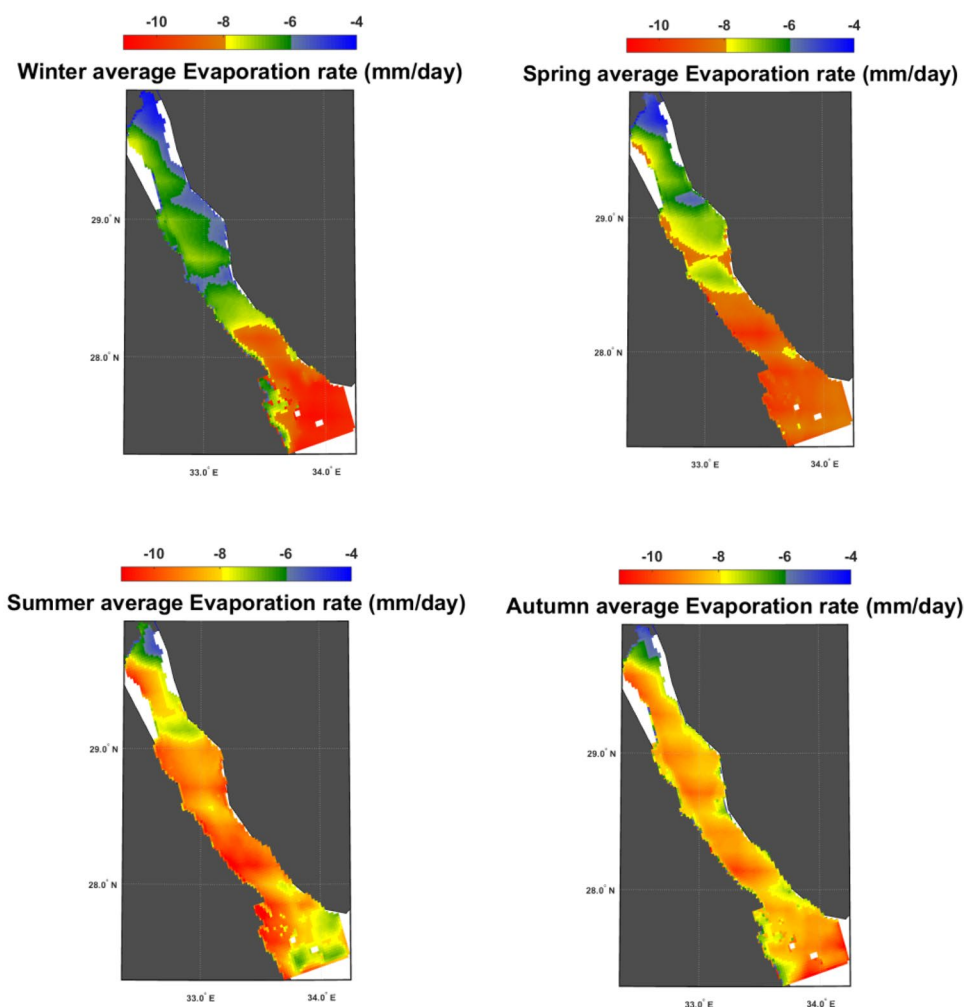 -10 -8 -6 -4
Winter average Evaporation rate (mm/day)
29.0° N
28.0° N
33.0° E 34.0° E
-10 -8 -6 -4
Spring average Evaporation rate (mm/day)
29.0° N
28.0° N
33.0° E 34.0° E
-10 -8 -6 -4
Summer average Evaporation rate (mm/day)
29.0° N
28.0° N
33.0° E 34.0° E
-10 -8 -6 -4
Autumn average Evaporation rate (mm/day)
29.0° N
28.0° N
33.0° E 34.0° E